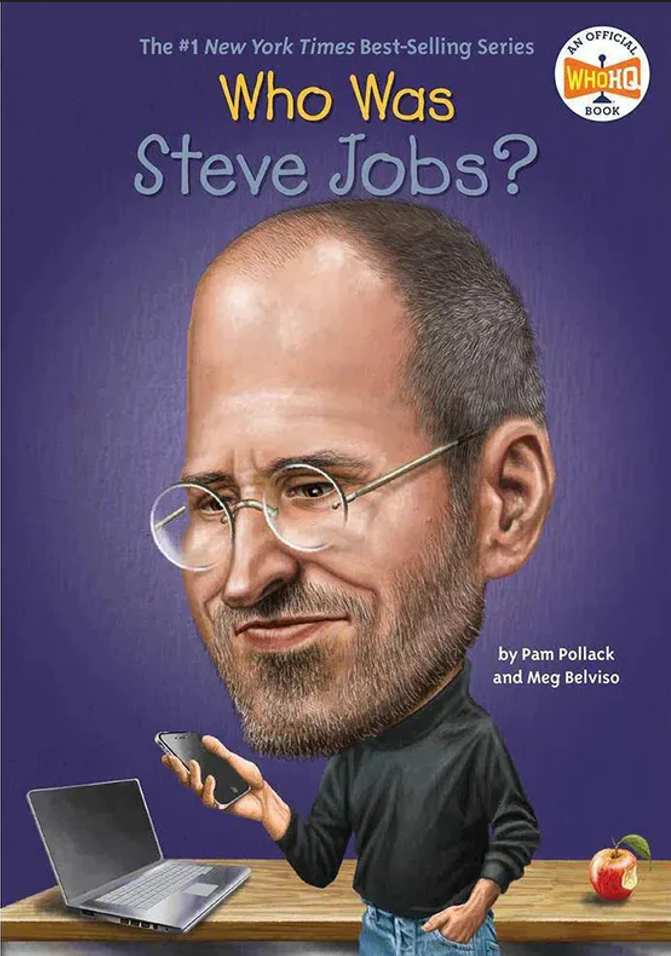 The #1 New York Times Best-Selling Series
AN OFFICIAL
WHOHQ
BOOK
Who Was
Steve Jobs?
by Pam Pollack
and Meg Belviso